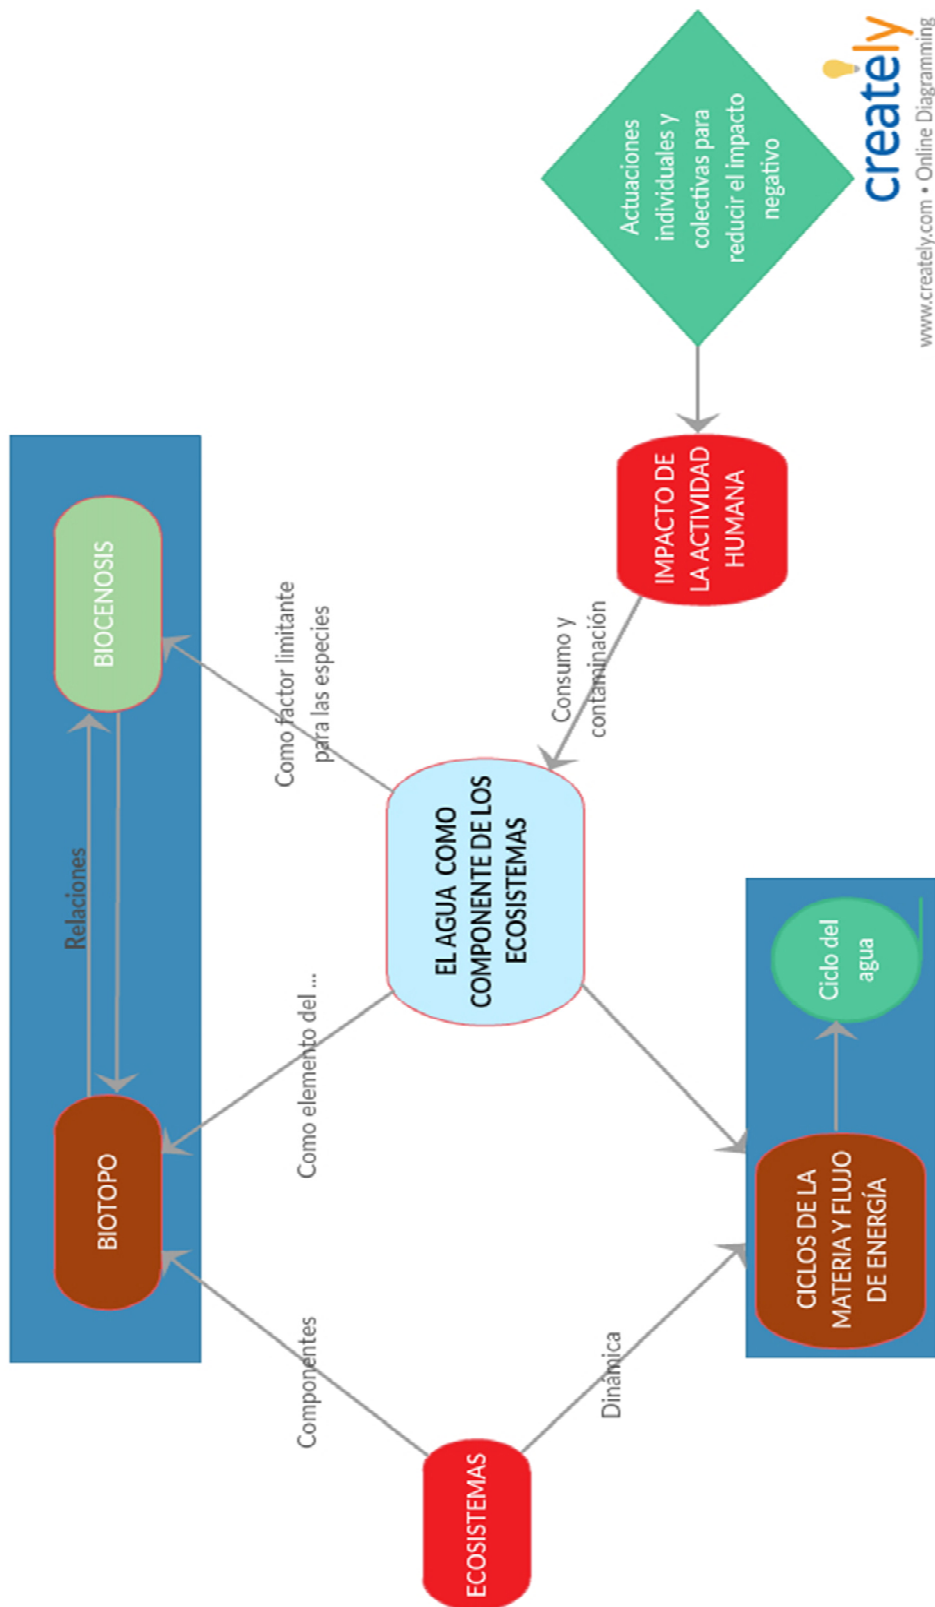 BIOTOPO
Relaciones
BIOCENOSIS
Componentes
Como elemento del ...
Como factor limitante
para las especies
ECOSISTEMAS
EL AGUA COMO
COMPONENTE DE LOS
ECOSISTEMAS
Dinámica
Consumo y
contaminación
IMPACTO DE
LA ACTIVIDAD
HUMANA
Actuaciones
individuales y
colectivas para
reducir el impacto
negativo
CICLOS DE LA
MATERIA Y FLUJO
DE ENERGÍA
Ciclo del
agua
creately
www.creately.com • Online Diagramming